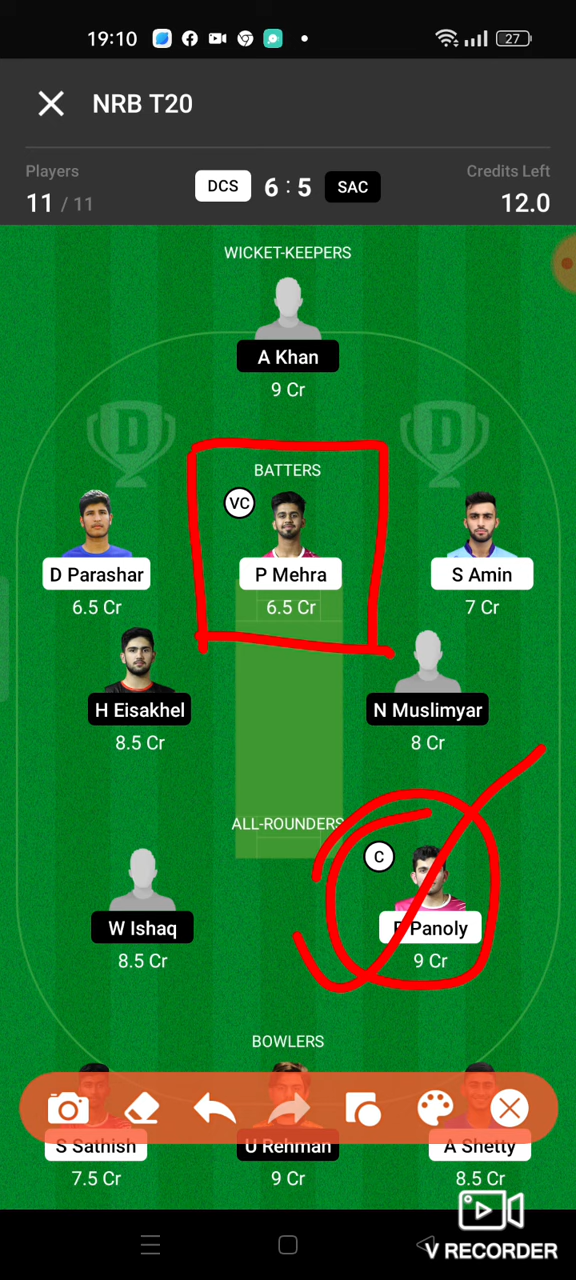 19:10
27
NRB T20
Players
11 / 11
DCS 6 : 5 SAC
Credits Left
12.0
WICKET-KEEPERS
A Khan
9 Cr
BATTERS
VC
D Parashar
6.5 Cr
P Mehra
6.5 Cr
S Amin
7 Cr
H Eisakhel
8.5 Cr
N Muslimyar
8 Cr
ALL-ROUNDERS
W Ishaq
8.5 Cr
C
Panoly
9 Cr
BOWLERS
S Sathish
7.5 Cr
U Rehman
9 Cr
A Shetty
8.5 Cr
V RECORDER